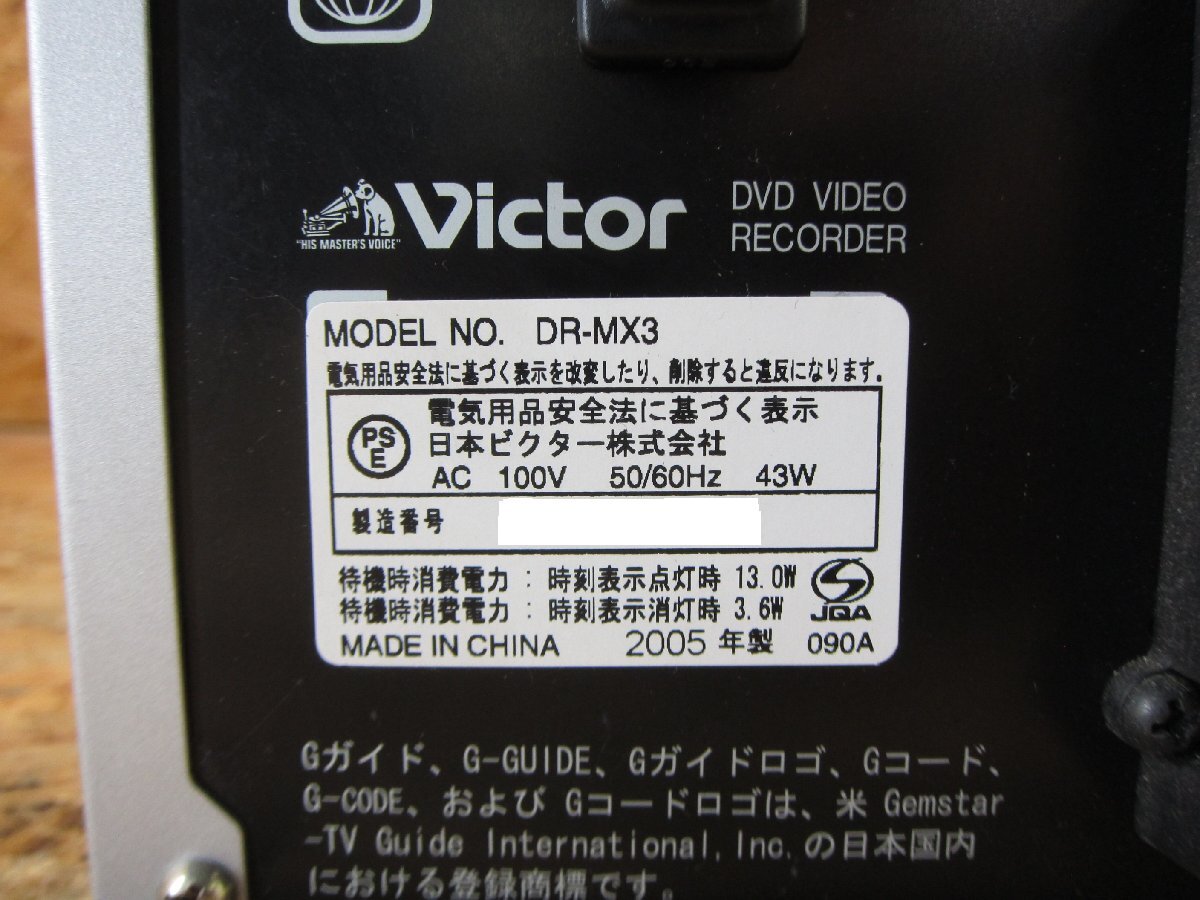 "HIS MASTER'S VOICE"
Victor
DVD VIDEO
RECORDER
MODEL NO. DR-MX3
電気用品安全法に基づく表示を改変したり、削除すると違反になります。
PS
E
電気用品安全法に基づく表示
日本ビクター株式会社
AC 100V 50/60Hz 43W
製造番号
待機時消費電力 : 時刻表示点灯時 13.0W
待機時消費電力 : 時刻表示消灯時 3.6W
JQA
MADE IN CHINA 2005 年製 090A
Gガイド、G-GUIDE、Gガイドロゴ、Gコード、
G-CODE、および Gコードロゴは、米 Gemstar
-TV Guide International,Inc.の日本国内
における登録商標です。